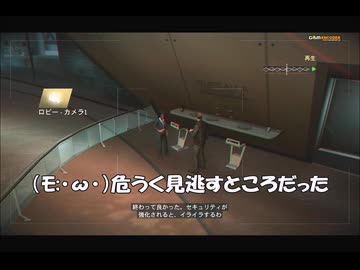 再生
ロビー - カメラ1
(モ:・ω・)危うく見逃すところだった
終わって良かった。セキュリティが
強化されると、イライラするわ